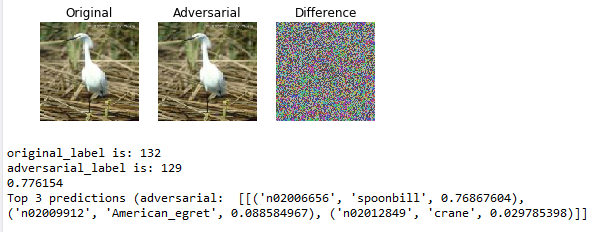 Original Adversarial Difference
original_label is: 132
adversarial_label is: 129
0.776154
Top 3 predictions (adversarial:  [[('n02006656', 'spoonbill', 0.76867604),
('n02009912', 'American_egret', 0.088584967), ('n02012849', 'crane', 0.029785398)]]